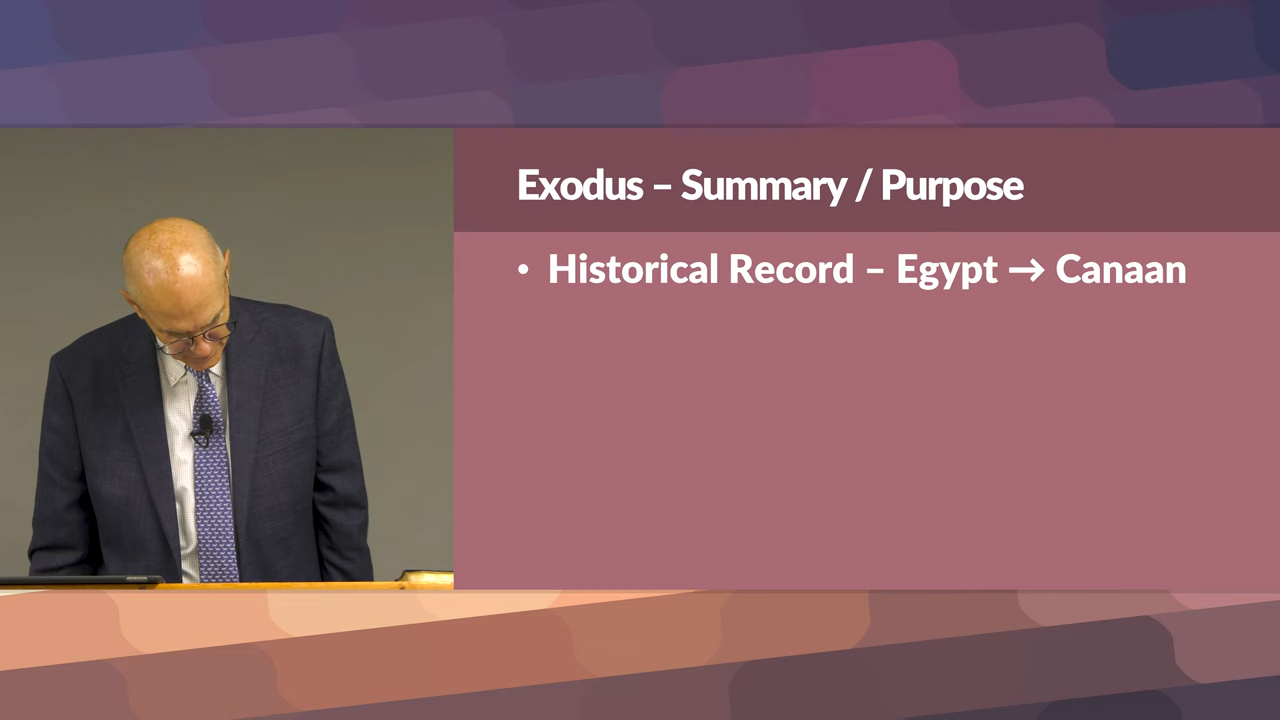 Exodus – Summary / Purpose
• Historical Record – Egypt → Canaan